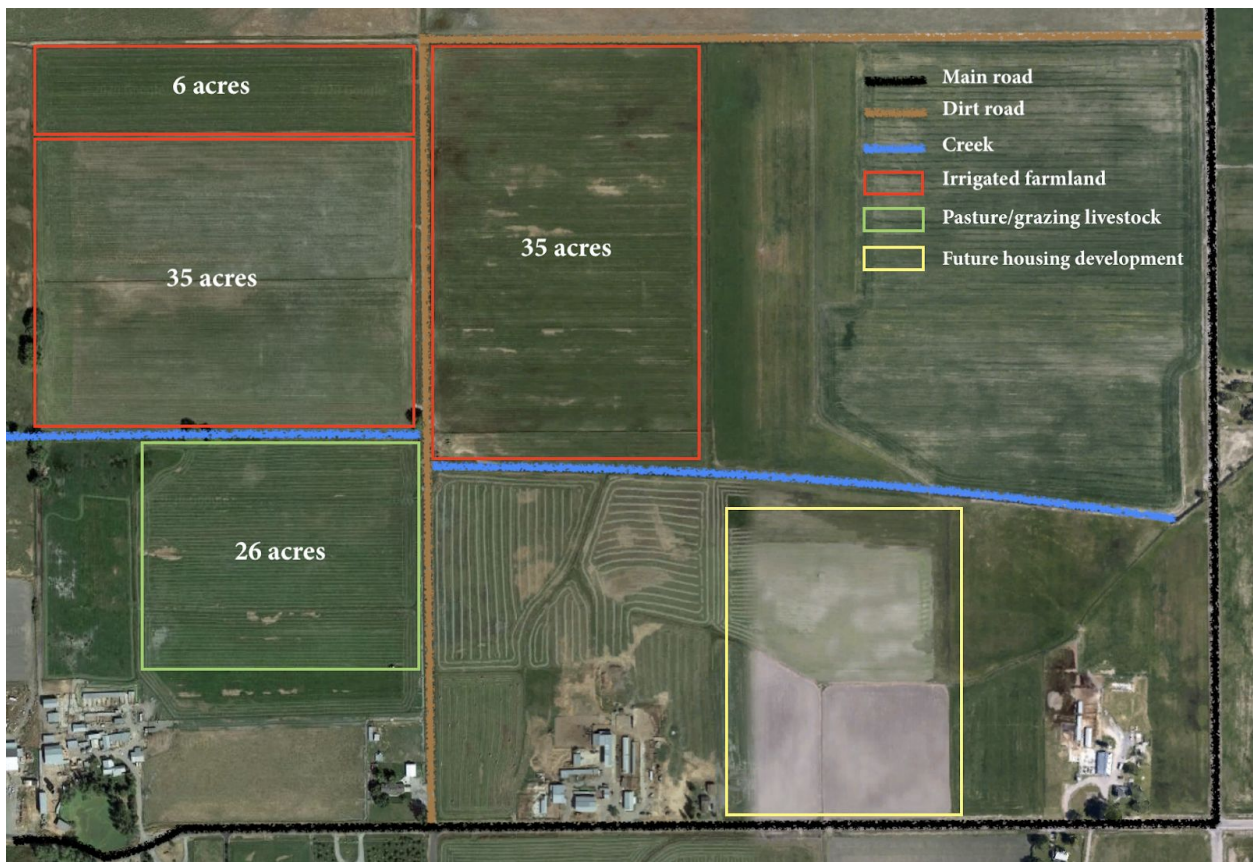 6 acres
35 acres
35 acres
26 acres
Main road
Dirt road
Creek
Irrigated farmland
Pasture/grazing livestock
Future housing development